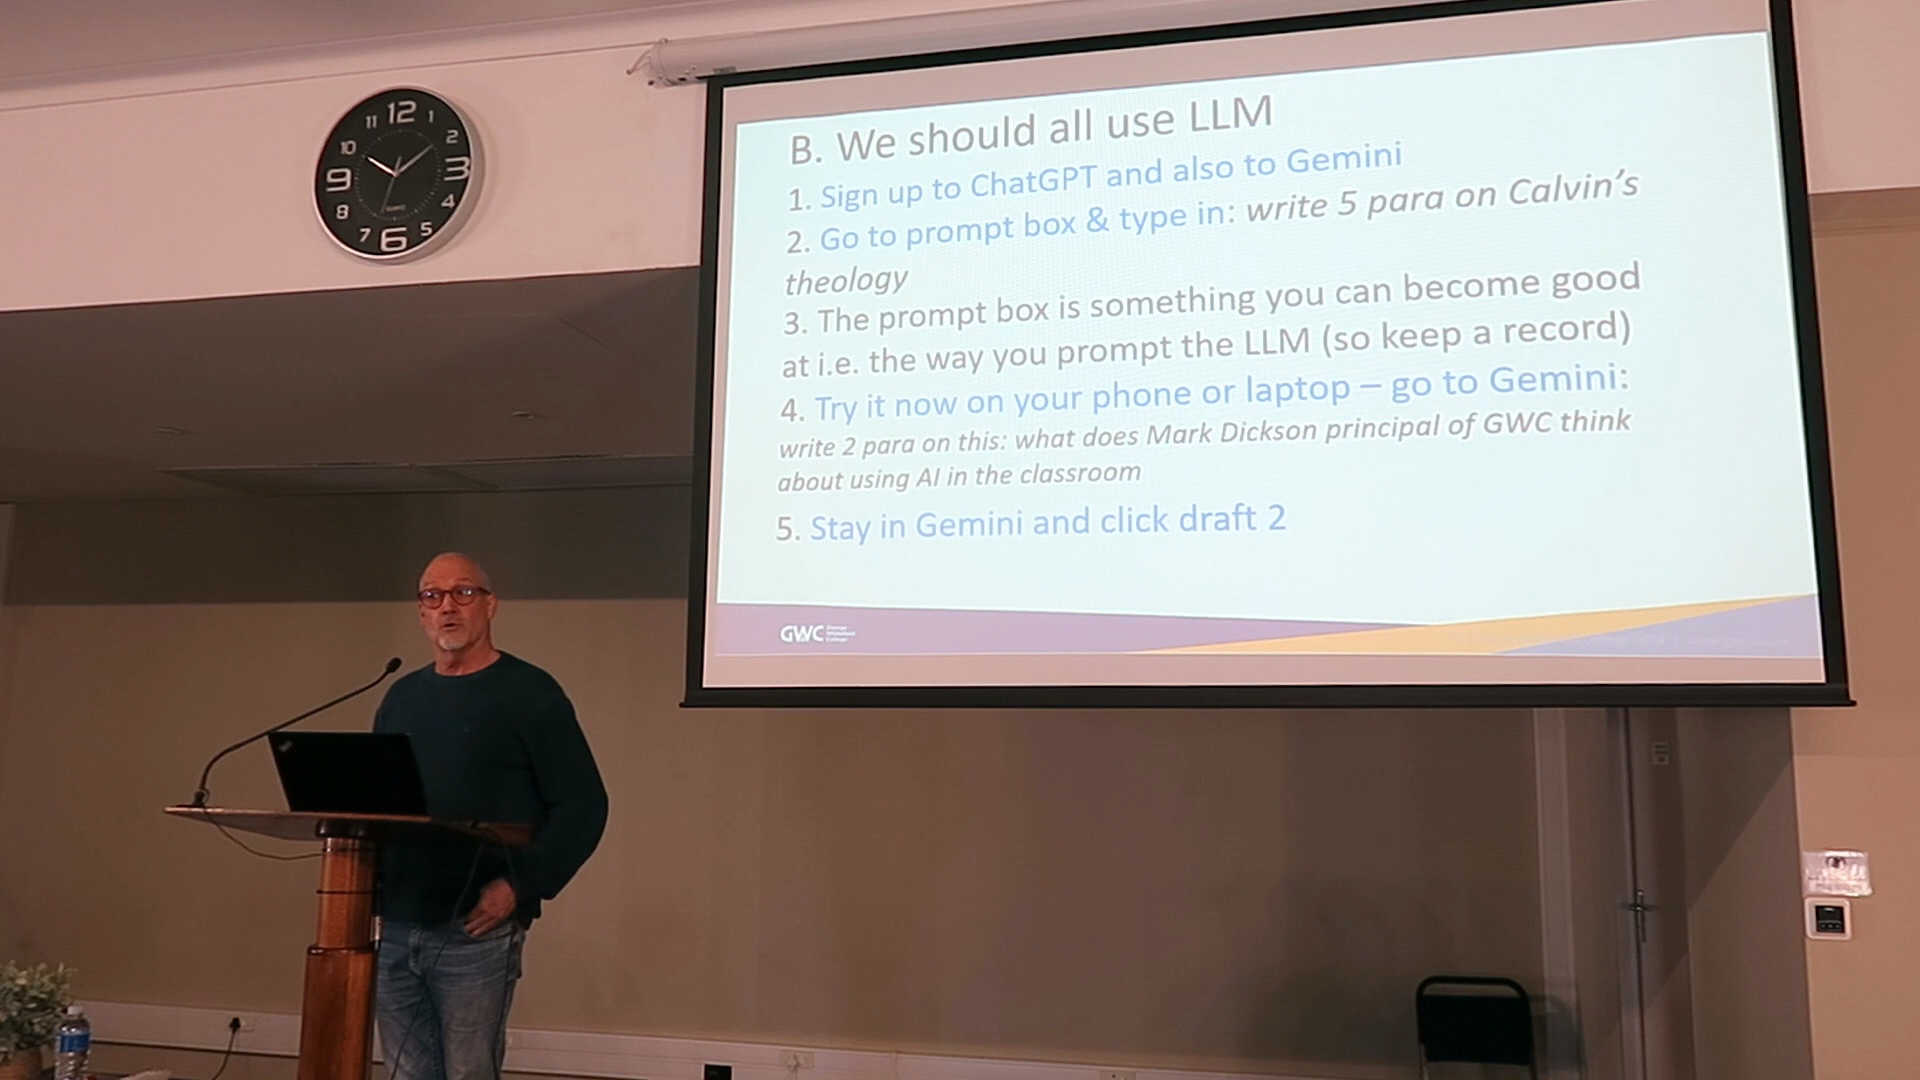 12
11
1
10
2
9
3
8
4
7
5
6
B. We should all use LLM
1. Sign up to ChatGPT and also to Gemini
2. Go to prompt box & type in: write 5 para on Calvin's
theology
3. The prompt box is something you can become good
at i.e. the way you prompt the LLM (so keep a record)
4. Try it now on your phone or laptop – go to Gemini:
write 2 para on this: what does Mark Dickson principal of GWC think
about using AI in the classroom
5. Stay in Gemini and click draft 2
GWC